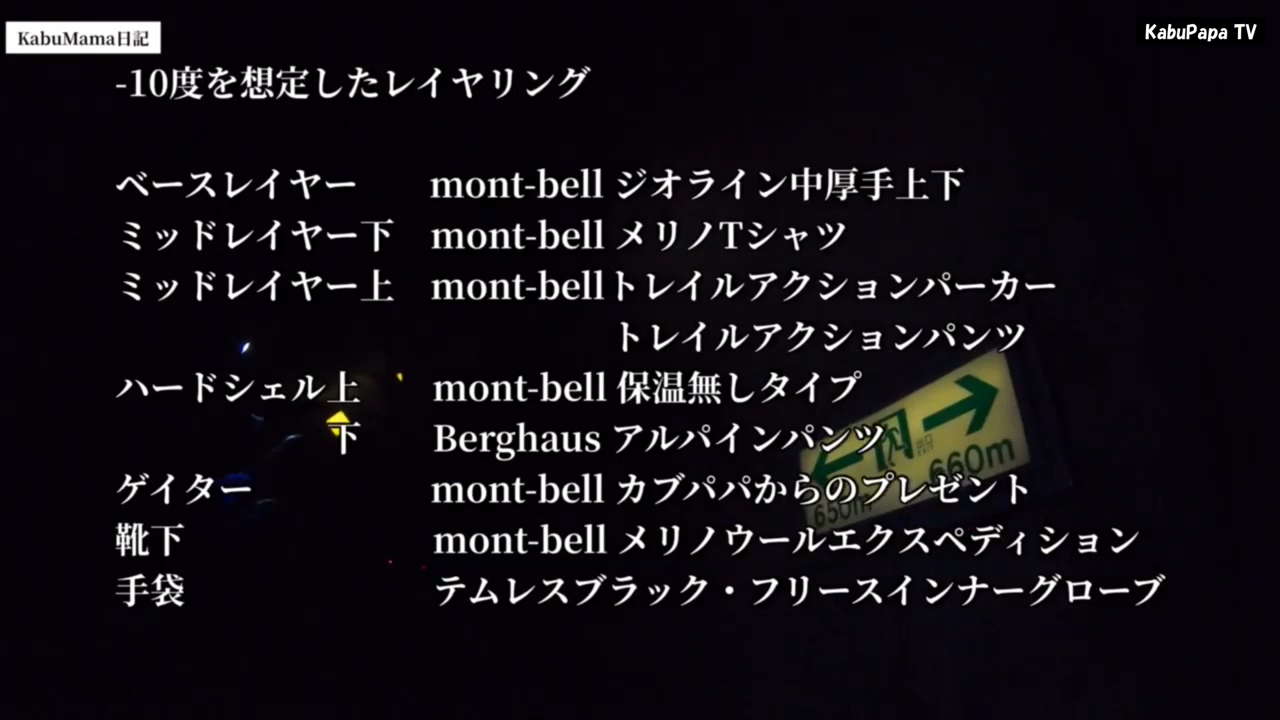 KabuMama日記
KabuPapa TV
-10度を想定したレイヤリング
ベースレイヤー mont-bell ジオライン中厚手上下
ミッドレイヤー下 mont-bell メリノTシャツ
ミッドレイヤー上 mont-bellトレイルアクションパーカー
トレイルアクションパンツ
ハードシェル上 mont-bell 保温無しタイプ
下 Berghaus アルパインパンツ
ゲイター mont-bell カブパパからのプレゼント
靴下 mont-bell メリノウールエクスペディション
手袋 テムレスブラック・フリースインナーグローブ
出口
EXIT
660m
650m